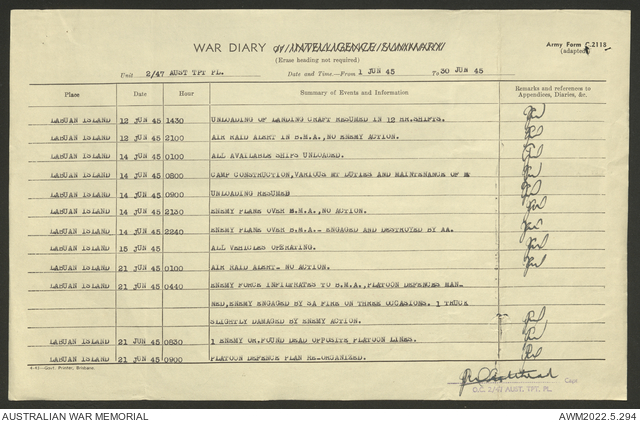 WAR DIARY or INTELLIGENCE SUMMARY
(Erase heading not required)
Army Form C.2118
(adapted)
Unit 2/47 AUST TPT PL. Date and Time—From 1 JUN 45 To 30 JUN 45
Place Date Hour Summary of Events and Information Remarks and references to Appendices, Diaries, &c.
LABUAN ISLAND 12 JUN 45 1430 UNLOADING OF LANDING CRAFT RESUMED IN 12 HR.SHIFTS.
LABUAN ISLAND 12 JUN 45 2100 AIR RAID ALERT IN B.M.A.,NO ENEMY ACTION.
LABUAN ISLAND 14 JUN 45 0100 ALL AVAILABLE SHIPS UNLOADED.
LABUAN ISLAND 14 JUN 45 0800 CAMP CONSTRUCTION,VARIOUS MT DUTIES AND MAINTENANCE OF MT
LABUAN ISLAND 14 JUN 45 0900 UNLOADING RESUMED
LABUAN ISLAND 14 JUN 45 2130 ENEMY PLANE OVER B.M.A.,NO ACTION.
LABUAN ISLAND 14 JUN 45 2240 ENEMY PLANE OVER B.M.A.- ENGAGED AND DESTROYED BY AA.
LABUAN ISLAND 15 JUN 45 ALL VEHICLES OPERATING.
LABUAN ISLAND 21 JUN 45 0100 AIR RAID ALERT- NO ACTION.
LABUAN ISLAND 21 JUN 45 0440 ENEMY FORCE INFILTRATES TO B.M.A.,PLATOON DEFENCES MAN-
NED,ENEMY ENGAGED BY SA FIRE ON THREE OCCASIONS. 1 TRUCK
SLIGHTLY DAMAGED BY ENEMY ACTION.
LABUAN ISLAND 21 JUN 45 0830 1 ENEMY OR.FOUND DEAD OPPOSITE PLATOON LINES.
LABUAN ISLAND 21 JUN 45 0900 PLATOON DEFENCE PLAN RE-ORGANIZED.
Govt. Printer, Brisbane.
Capt
O.C. 2/47 AUST. TPT. PL
AUSTRALIAN WAR MEMORIAL AWM2022.5.294